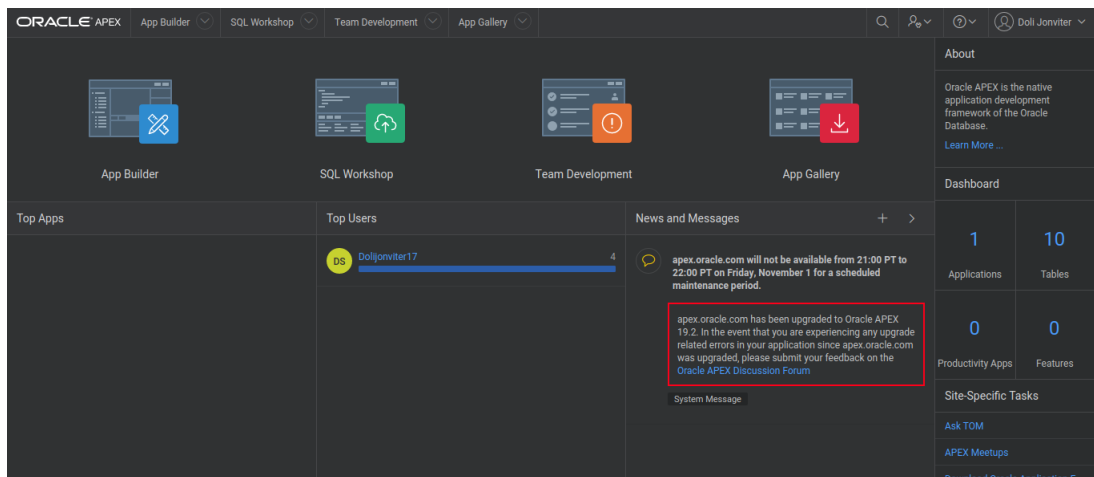 ORACLE APEX App Builder SQL Workshop Team Development App Gallery Doli Jonviter
App Builder
SQL Workshop
Team Development
App Gallery
Top Apps
Top Users
DS Dolijonviter17 4
News and Messages
apex.oracle.com will not be available from 21:00 PT to
22:00 PT on Friday, November 1 for a scheduled
maintenance period.
apex.oracle.com has been upgraded to Oracle APEX
19.2. In the event that you are experiencing any upgrade
related errors in your application since apex.oracle.com
was upgraded, please submit your feedback on the
Oracle APEX Discussion Forum
System Message
About
Oracle APEX is the native
application development
framework of the Oracle
Database.
Learn More ...
Dashboard
1 10
Applications Tables
0 0
Productivity Apps Features
Site-Specific Tasks
Ask TOM
APEX Meetups